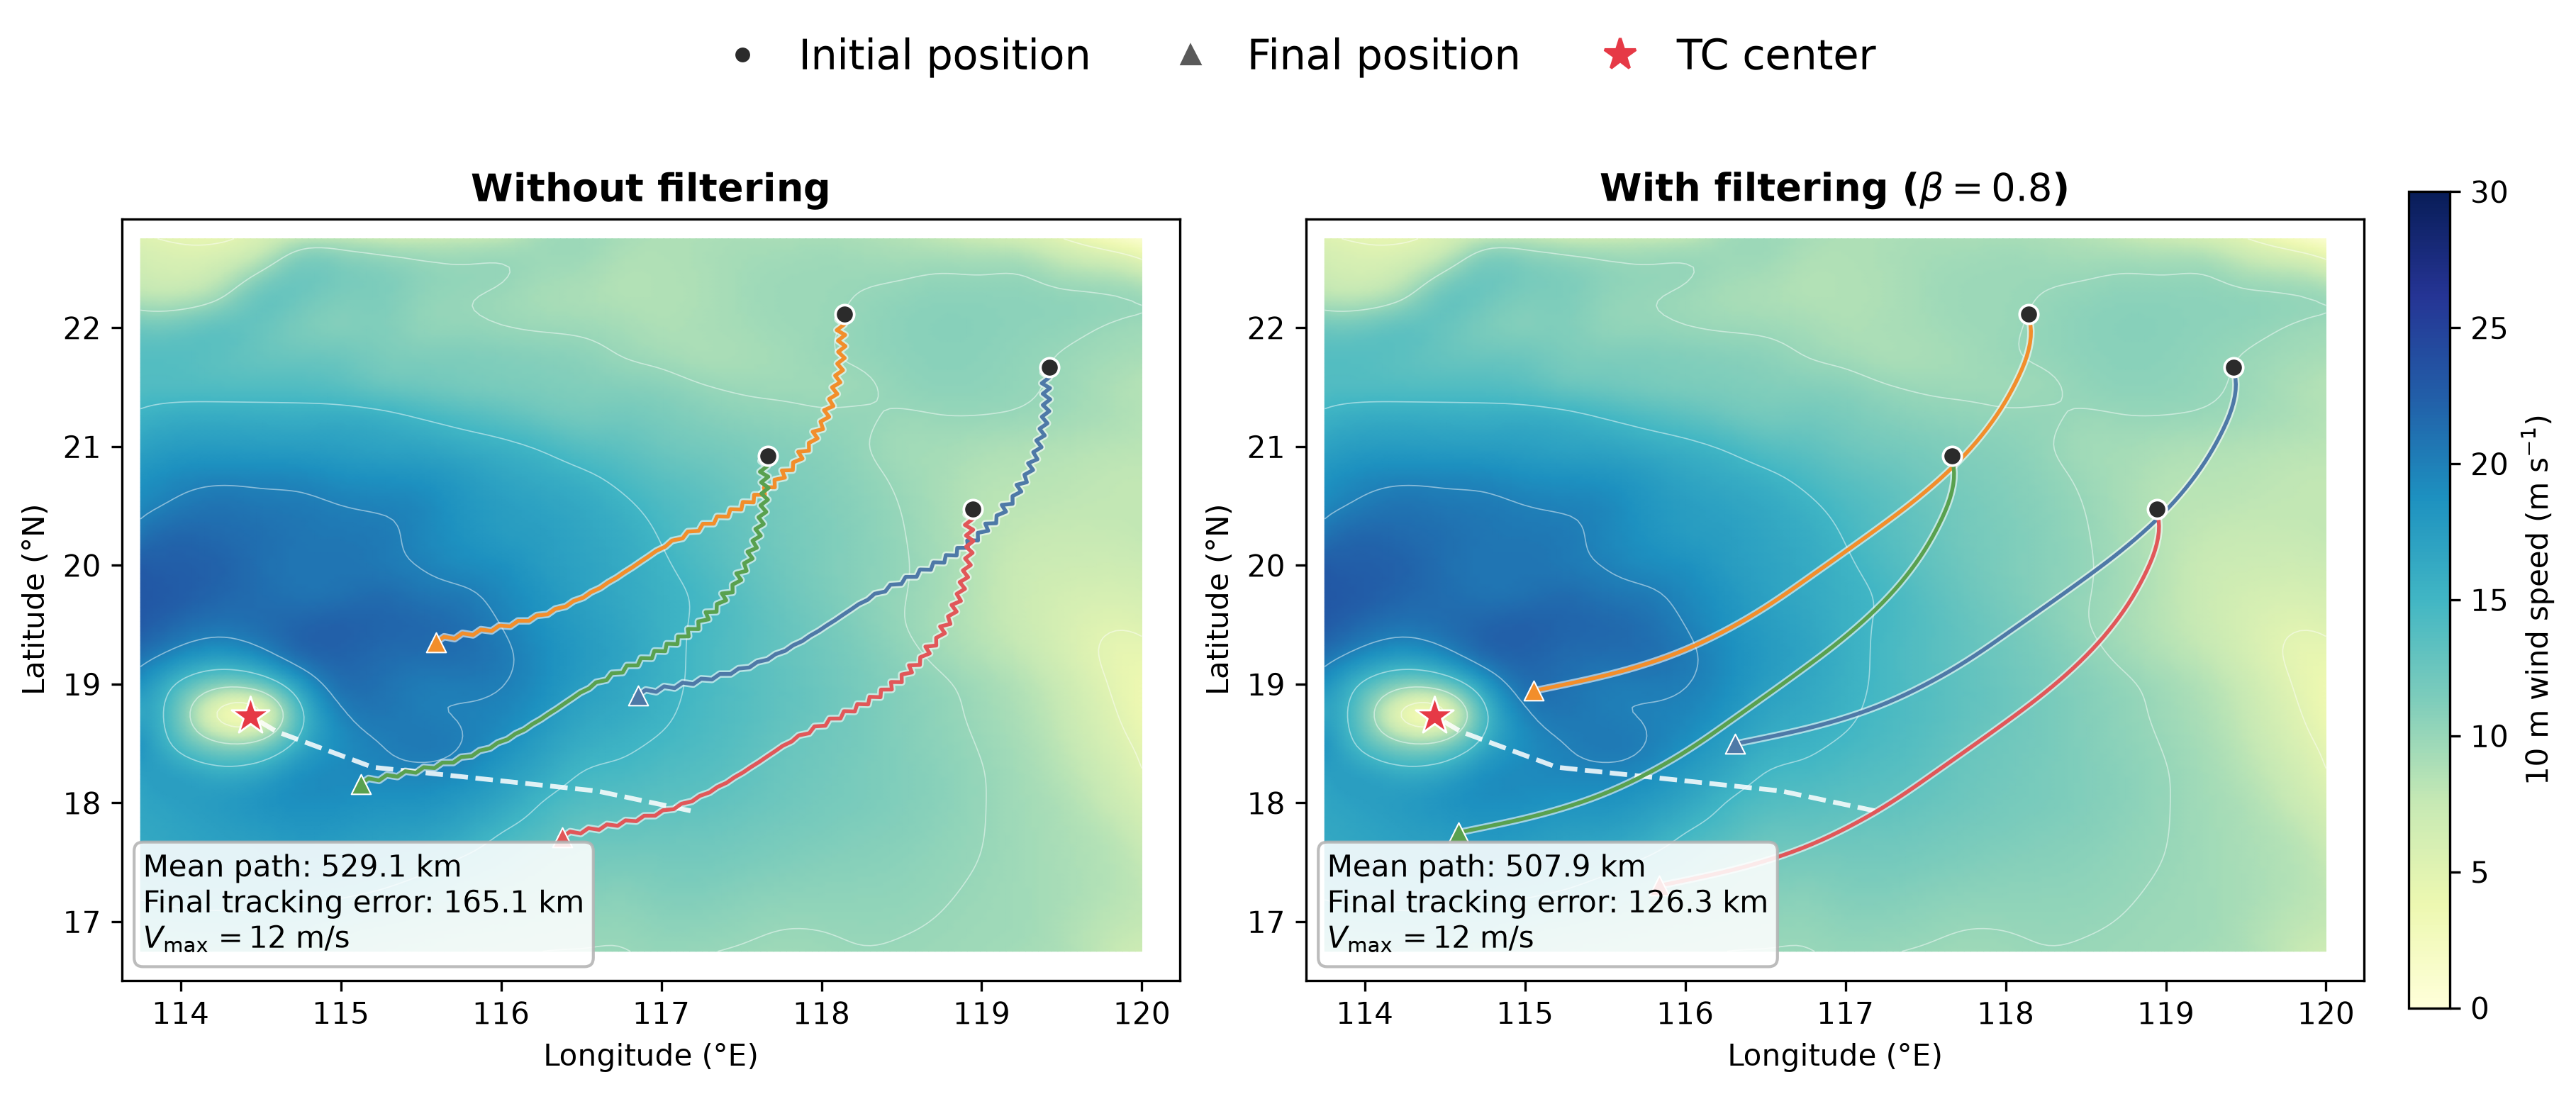 Initial position Final position TC center
Without filtering
22
21
20
19
18
17
Latitude (°N)
114 115 116 117 118 119 120
Longitude (°E)
Mean path: 529.1 km
Final tracking error: 165.1 km
V_max = 12 m/s
With filtering (β = 0.8)
22
21
20
19
18
17
Latitude (°N)
114 115 116 117 118 119 120
Longitude (°E)
Mean path: 507.9 km
Final tracking error: 126.3 km
V_max = 12 m/s
30
25
20
15
10
5
0
10 m wind speed (m s⁻¹)